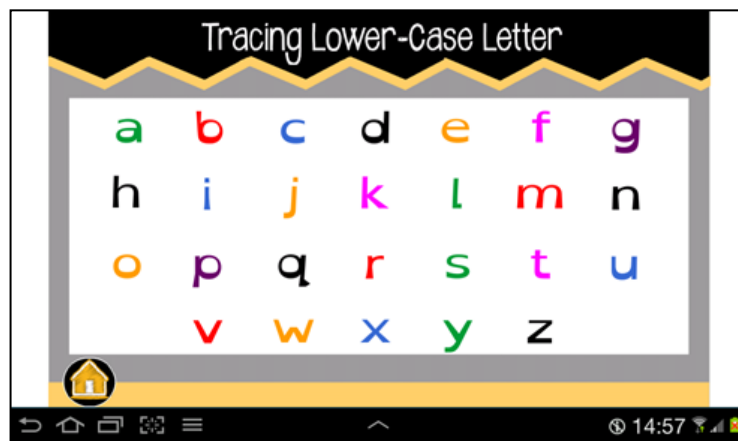 Tracing Lower-Case Letter
a b c d e f g
h i j k l m n
o p q r s t u
v w x y z
14:57